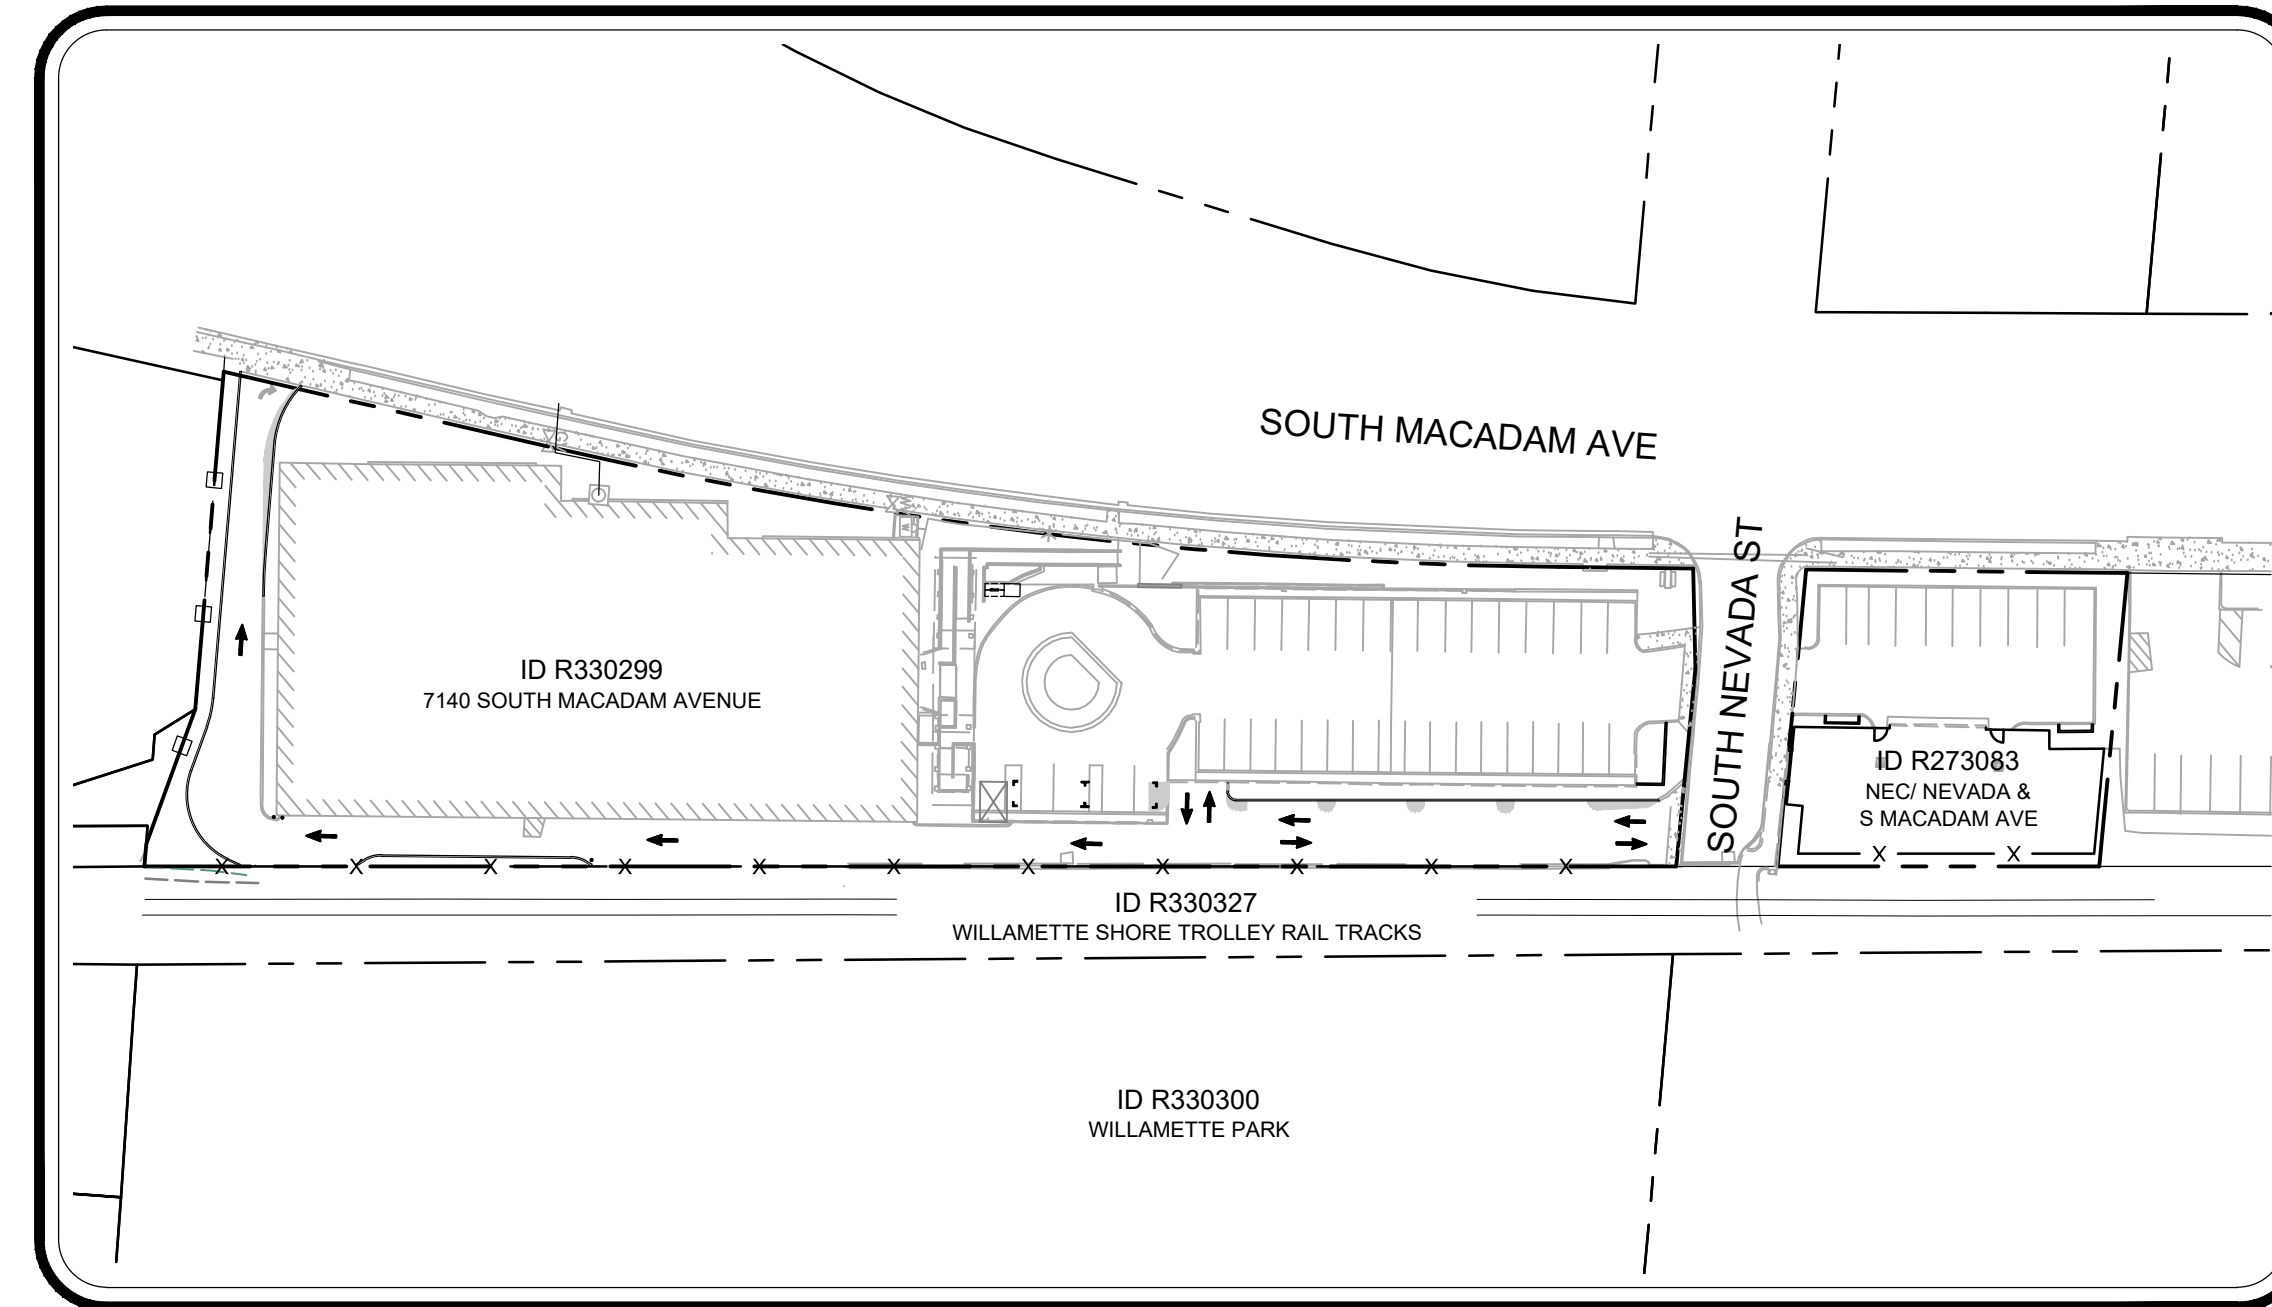 SOUTH MACADAM AVE
SOUTH NEVADA ST
ID R330299
7140 SOUTH MACADAM AVENUE
ID R273083
NEC/ NEVADA &
S MACADAM AVE
ID R330327
WILLAMETTE SHORE TROLLEY RAIL TRACKS
ID R330300
WILLAMETTE PARK